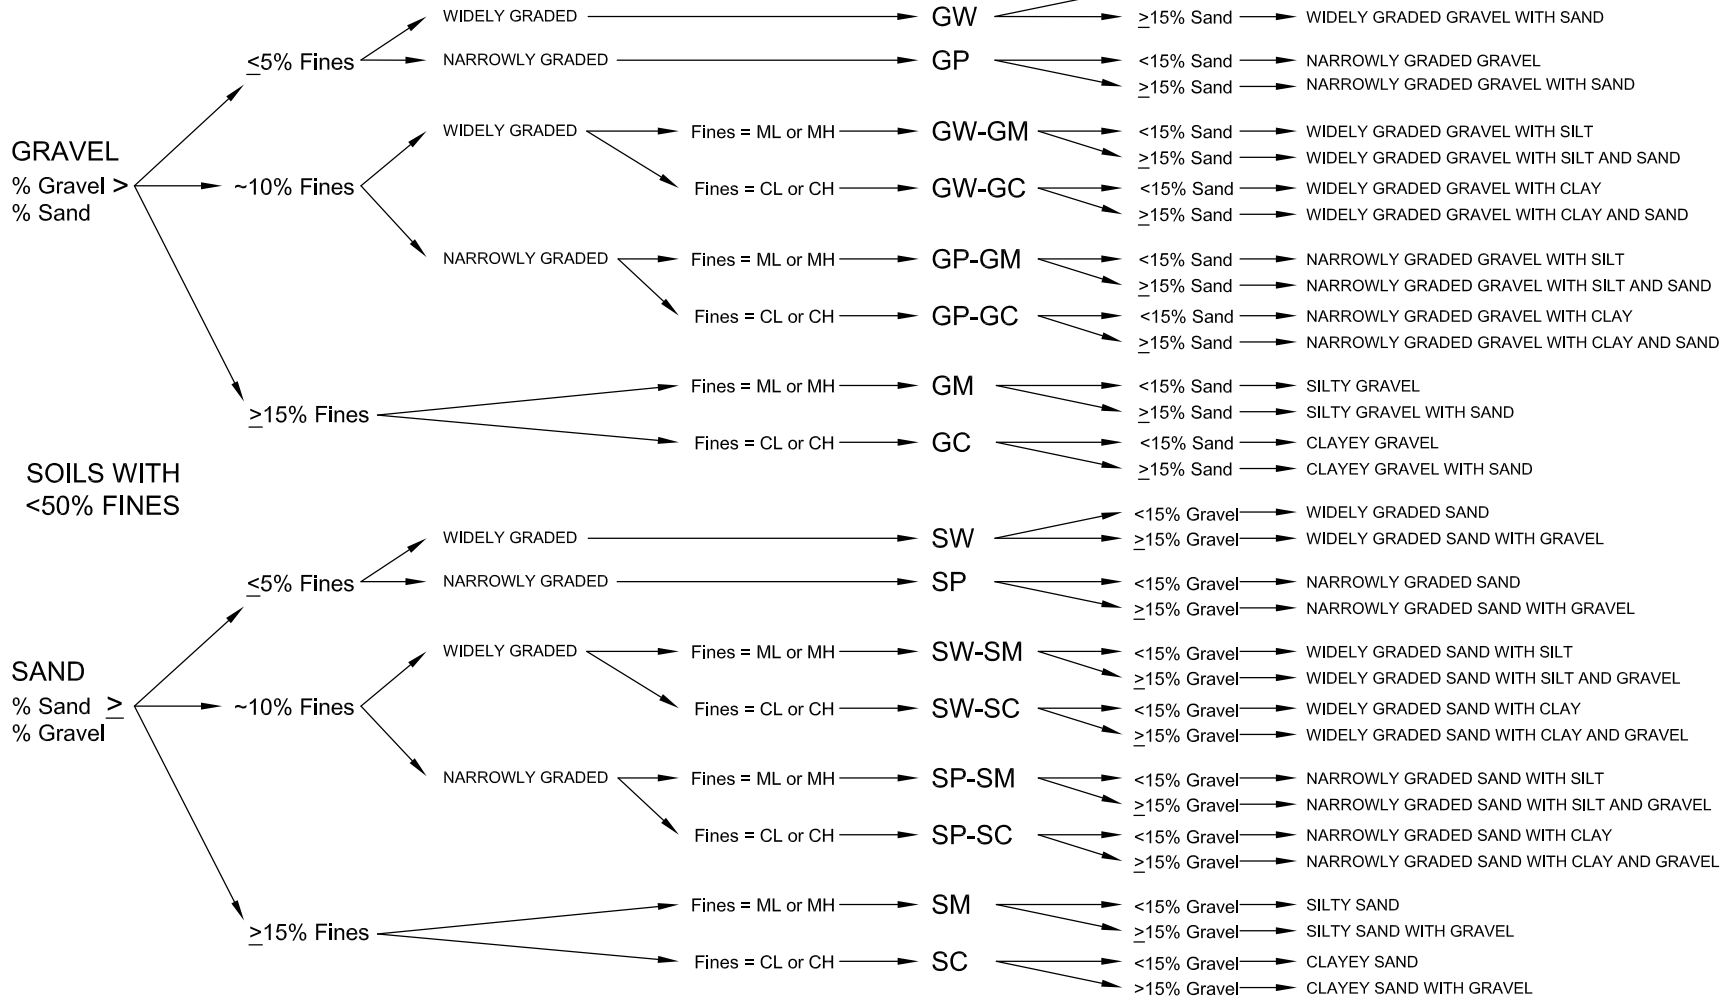 WIDELY GRADED GW ≥15% Sand WIDELY GRADED GRAVEL WITH SAND
≤5% Fines NARROWLY GRADED GP <15% Sand NARROWLY GRADED GRAVEL
≥15% Sand NARROWLY GRADED GRAVEL WITH SAND
WIDELY GRADED Fines = ML or MH GW-GM <15% Sand WIDELY GRADED GRAVEL WITH SILT
GRAVEL
≥15% Sand WIDELY GRADED GRAVEL WITH SILT AND SAND
% Gravel > ~10% Fines Fines = CL or CH GW-GC <15% Sand WIDELY GRADED GRAVEL WITH CLAY
% Sand ≥15% Sand WIDELY GRADED GRAVEL WITH CLAY AND SAND
NARROWLY GRADED Fines = ML or MH GP-GM <15% Sand NARROWLY GRADED GRAVEL WITH SILT
≥15% Sand NARROWLY GRADED GRAVEL WITH SILT AND SAND
Fines = CL or CH GP-GC <15% Sand NARROWLY GRADED GRAVEL WITH CLAY
≥15% Sand NARROWLY GRADED GRAVEL WITH CLAY AND SAND
Fines = ML or MH GM <15% Sand SILTY GRAVEL
≥15% Fines ≥15% Sand SILTY GRAVEL WITH SAND
Fines = CL or CH GC <15% Sand CLAYEY GRAVEL
≥15% Sand CLAYEY GRAVEL WITH SAND
SOILS WITH
<50% FINES
<15% Gravel WIDELY GRADED SAND
WIDELY GRADED SW ≥15% Gravel WIDELY GRADED SAND WITH GRAVEL
≤5% Fines NARROWLY GRADED SP <15% Gravel NARROWLY GRADED SAND
≥15% Gravel NARROWLY GRADED SAND WITH GRAVEL
WIDELY GRADED Fines = ML or MH SW-SM <15% Gravel WIDELY GRADED SAND WITH SILT
SAND
≥15% Gravel WIDELY GRADED SAND WITH SILT AND GRAVEL
% Sand ≥ ~10% Fines Fines = CL or CH SW-SC <15% Gravel WIDELY GRADED SAND WITH CLAY
% Gravel ≥15% Gravel WIDELY GRADED SAND WITH CLAY AND GRAVEL
NARROWLY GRADED Fines = ML or MH SP-SM <15% Gravel NARROWLY GRADED SAND WITH SILT
≥15% Gravel NARROWLY GRADED SAND WITH SILT AND GRAVEL
Fines = CL or CH SP-SC <15% Gravel NARROWLY GRADED SAND WITH CLAY
≥15% Gravel NARROWLY GRADED SAND WITH CLAY AND GRAVEL
Fines = ML or MH SM <15% Gravel SILTY SAND
≥15% Fines ≥15% Gravel SILTY SAND WITH GRAVEL
Fines = CL or CH SC <15% Gravel CLAYEY SAND
>15% Gravel CLAYEY SAND WITH GRAVEL